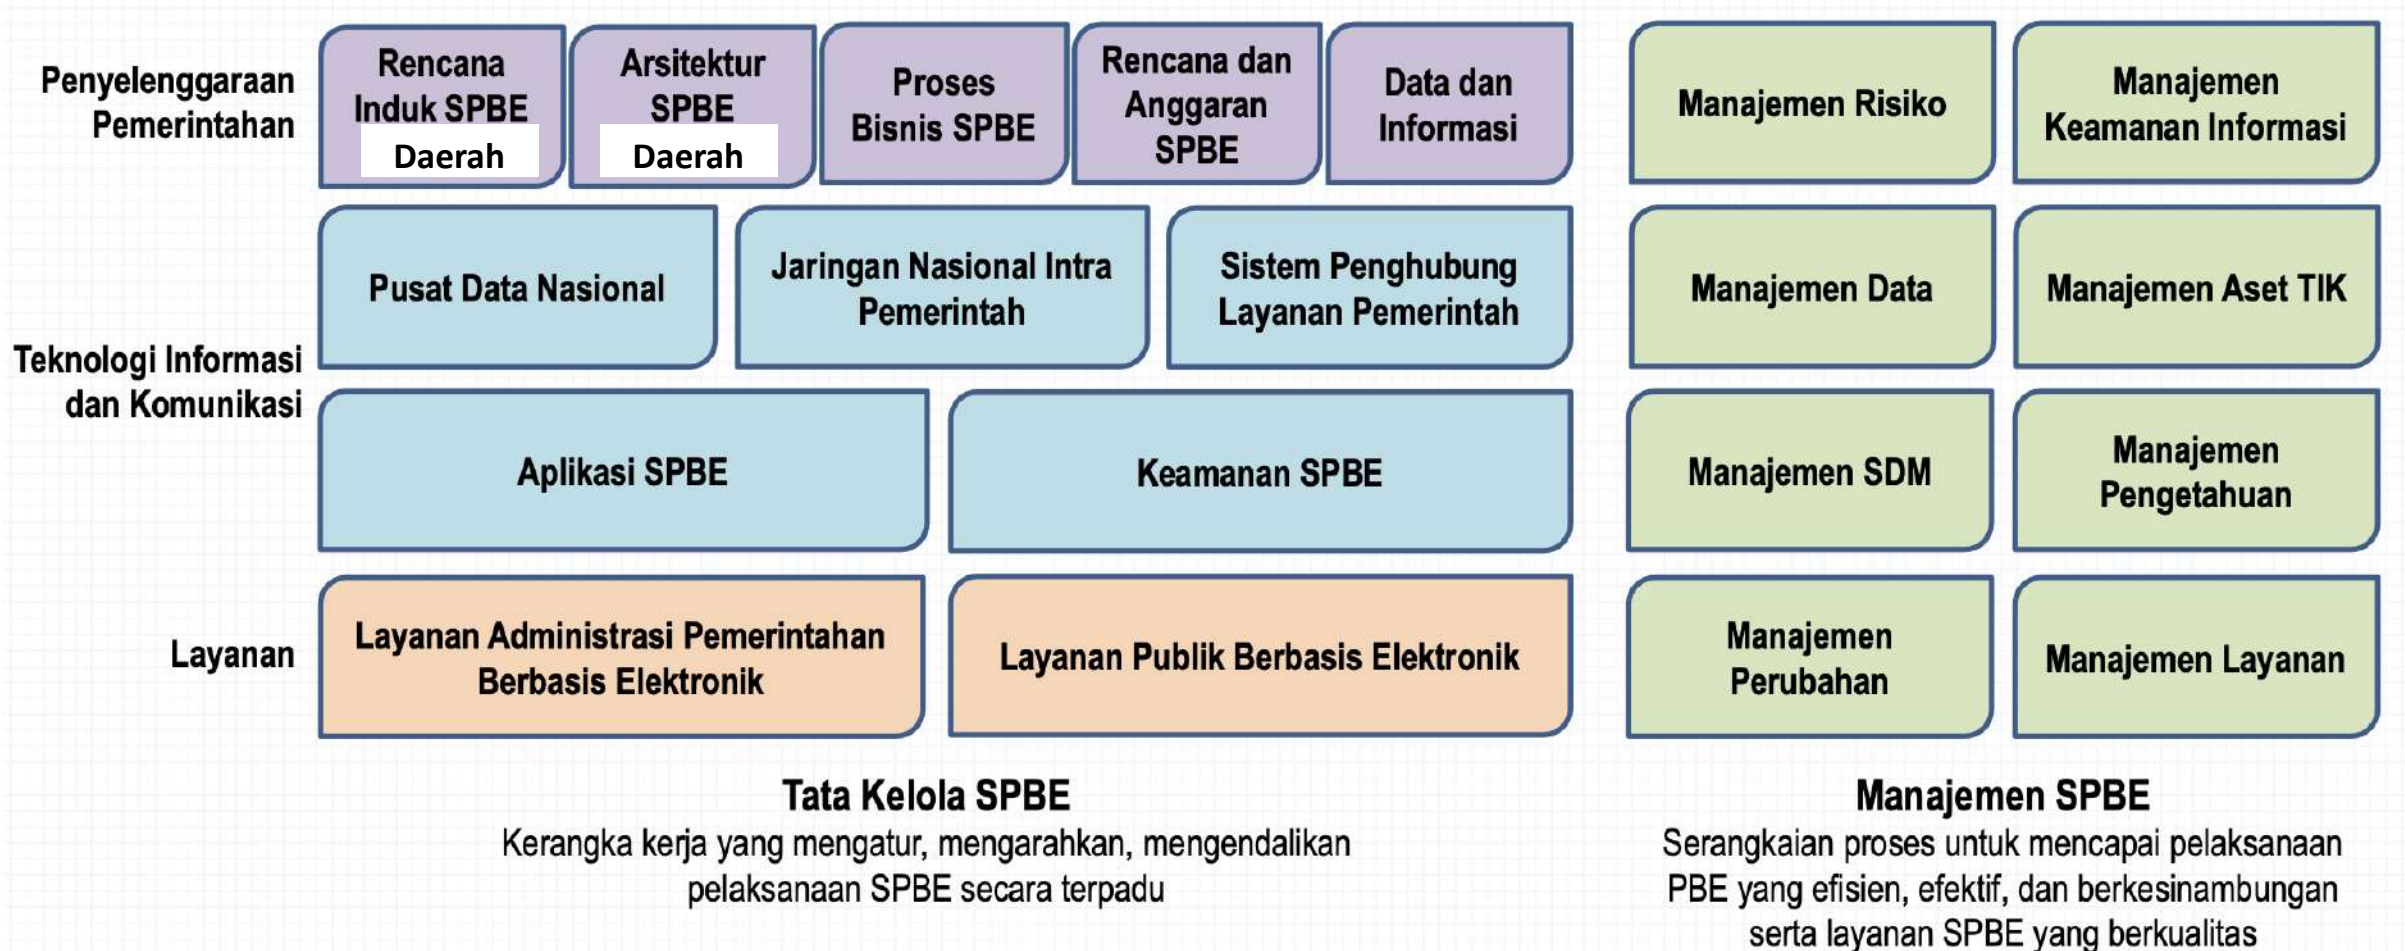 Penyelenggaraan
Pemerintahan
Rencana
Induk SPBE
Daerah
Arsitektur
SPBE
Daerah
Proses
Bisnis SPBE
Rencana dan
Anggaran
SPBE
Data dan
Informasi
Manajemen Risiko
Manajemen
Keamanan Informasi
Teknologi Informasi
dan Komunikasi
Pusat Data Nasional
Jaringan Nasional Intra
Pemerintah
Sistem Penghubung
Layanan Pemerintah
Manajemen Data
Manajemen Aset TIK
Aplikasi SPBE
Keamanan SPBE
Manajemen SDM
Manajemen
Pengetahuan
Layanan
Layanan Administrasi Pemerintahan
Berbasis Elektronik
Layanan Publik Berbasis Elektronik
Manajemen
Perubahan
Manajemen Layanan
Tata Kelola SPBE
Kerangka kerja yang mengatur, mengarahkan, mengendalikan
pelaksanaan SPBE secara terpadu
Manajemen SPBE
Serangkaian proses untuk mencapai pelaksanaan
PBE yang efisien, efektif, dan berkesinambungan
serta layanan SPBE yang berkualitas